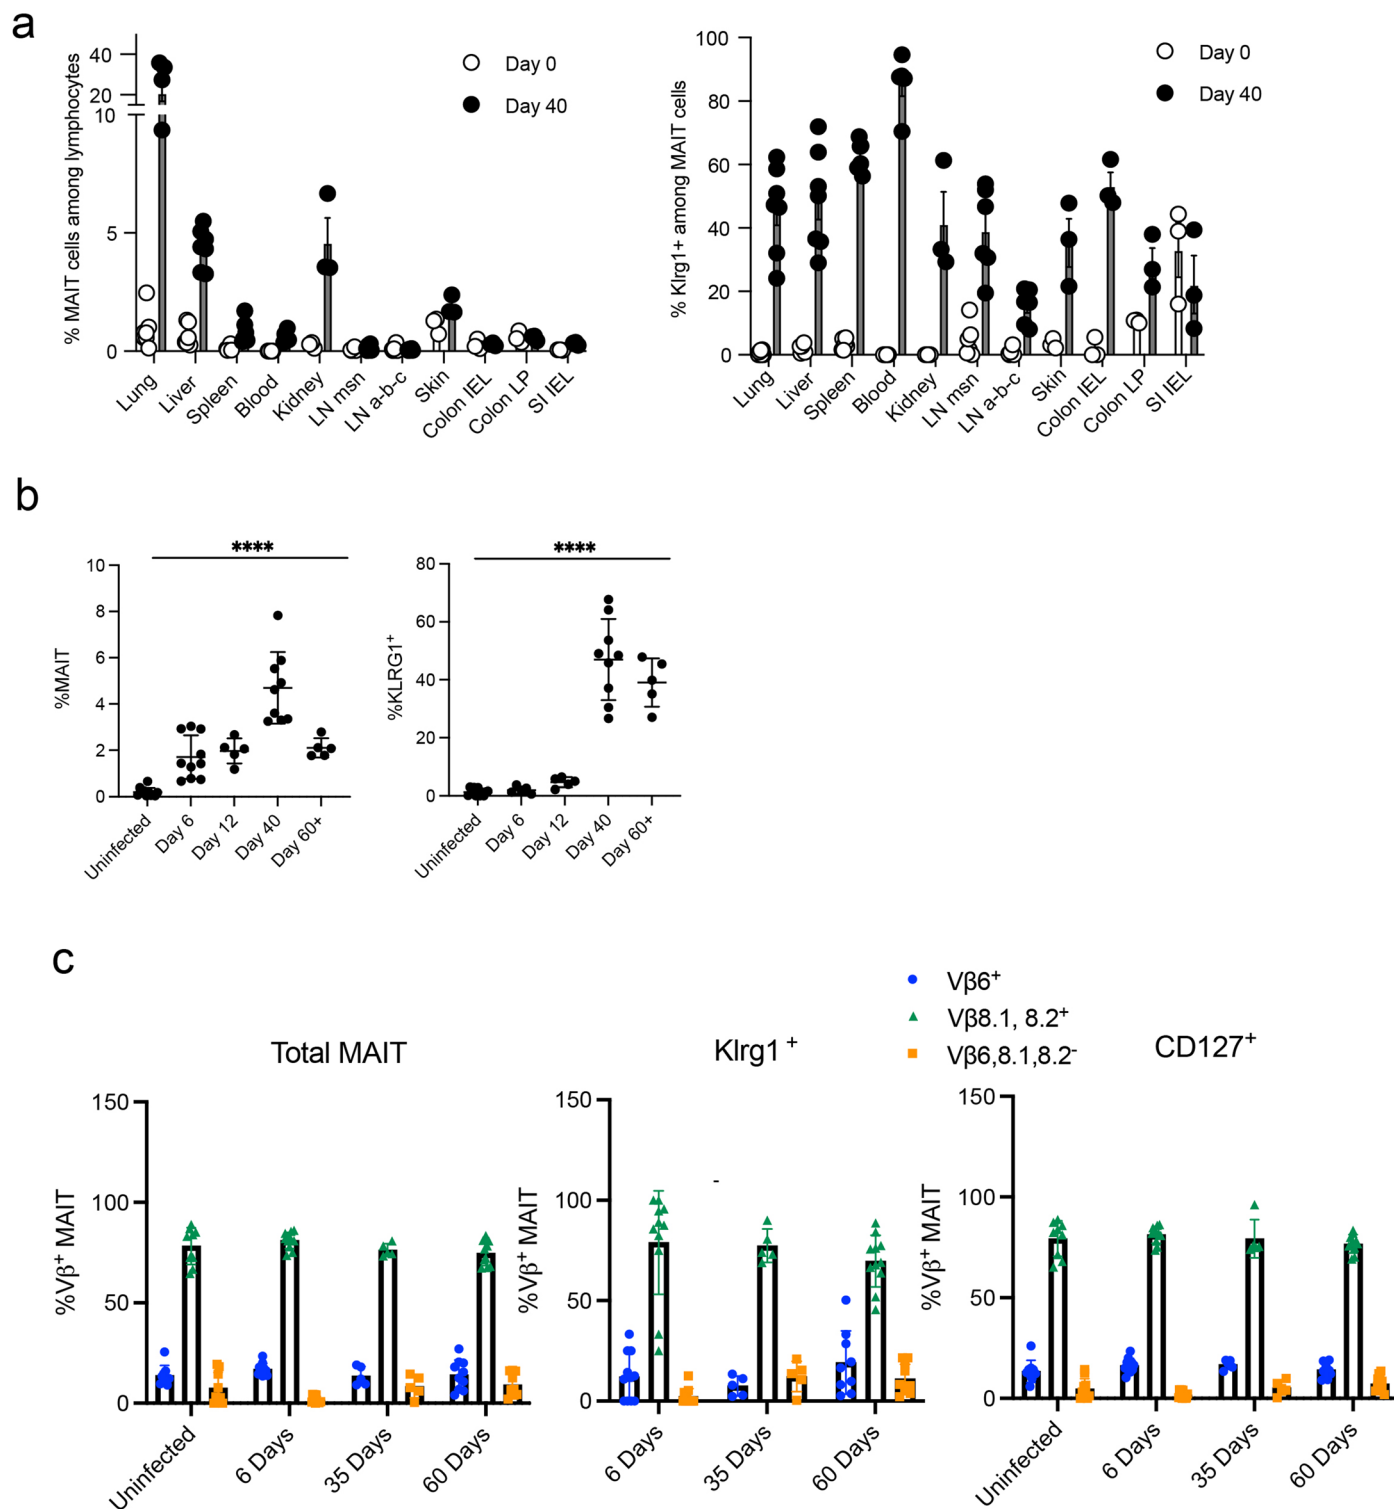 a
% MAIT cells among lymphocytes
40
20
10
5
0
Day 0
Day 40
Lung
Liver
Spleen
Blood
Kidney
LN msn
LN a-b-c
Skin
Colon IEL
Colon LP
SI IEL
% Klrg1+ among MAIT cells
100
80
60
40
20
0
Day 0
Day 40
Lung
Liver
Spleen
Blood
Kidney
LN msn
LN a-b-c
Skin
Colon IEL
Colon LP
SI IEL
b
%MAIT
10
8
6
4
2
0
****
Uninfected
Day 6
Day 12
Day 40
Day 60+
%KLRG1⁺
80
60
40
20
0
****
Uninfected
Day 6
Day 12
Day 40
Day 60+
c
Vβ6⁺
Vβ8.1, 8.2⁺
Vβ6,8.1,8.2⁻
Total MAIT
%Vβ⁺ MAIT
150
100
50
0
Uninfected
6 Days
35 Days
60 Days
Klrg1 ⁺
-
%Vβ⁺ MAIT
150
100
50
0
6 Days
35 Days
60 Days
CD127⁺
%Vβ⁺ MAIT
150
100
50
0
Uninfected
6 Days
35 Days
60 Days